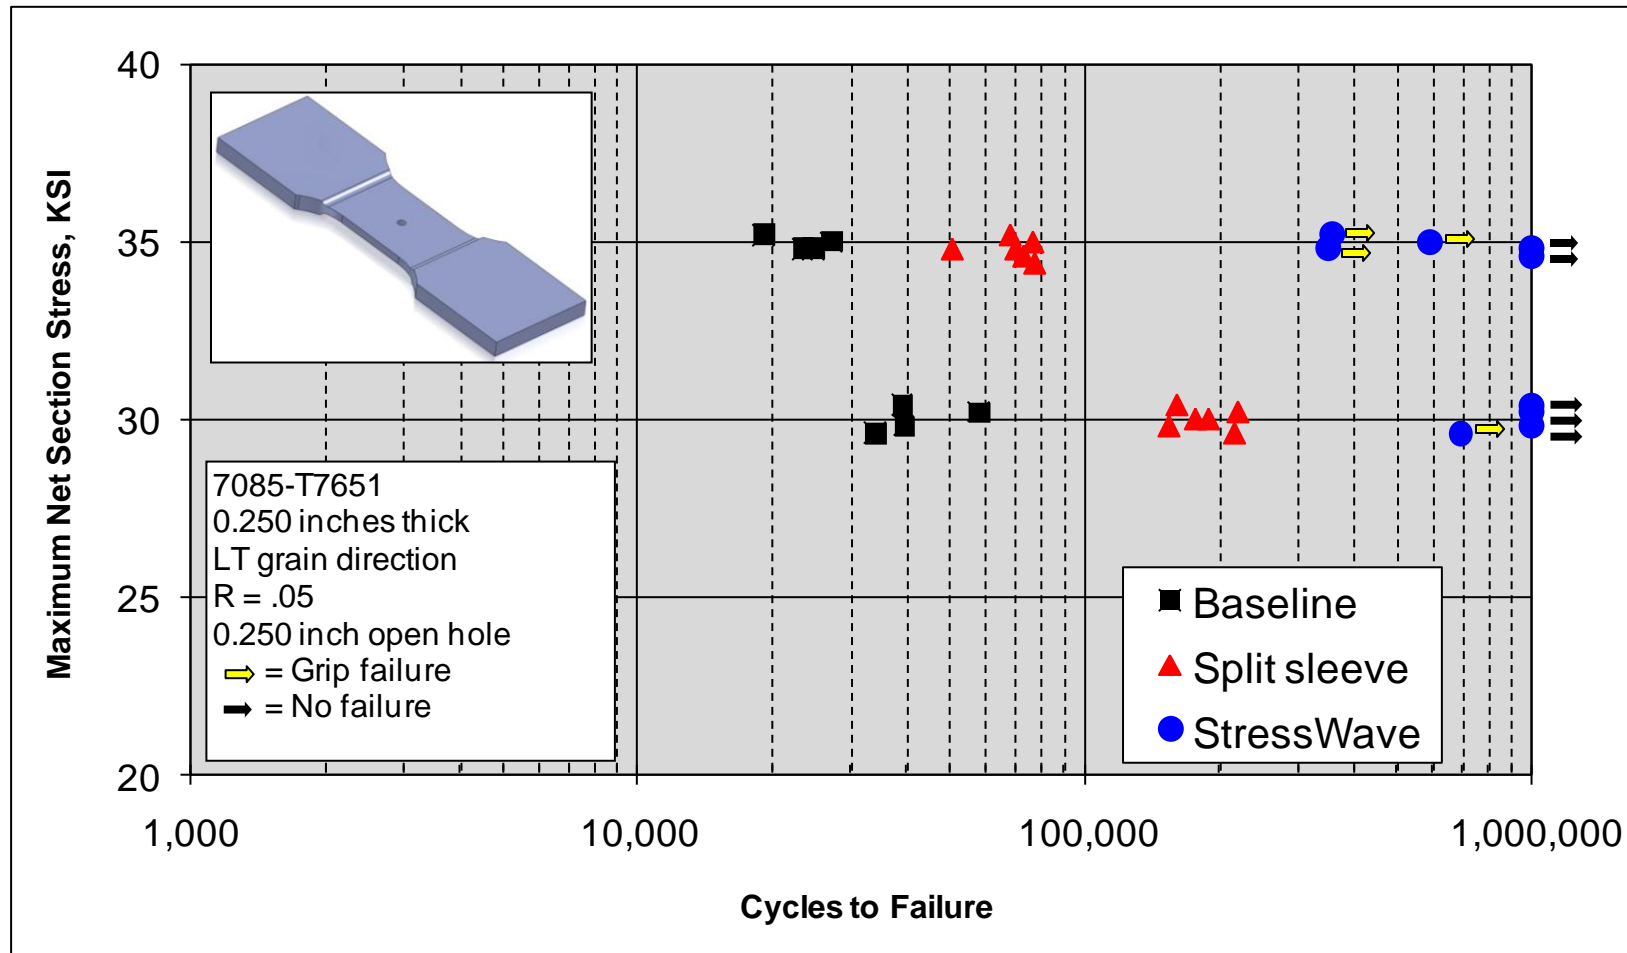 40
35
30
25
20
Maximum Net Section Stress, KSI
7085-T7651
0.250 inches thick
LT grain direction
R = .05
0.250 inch open hole
= Grip failure
= No failure
Baseline
Split sleeve
StressWave
1,000
10,000
100,000
1,000,000
Cycles to Failure